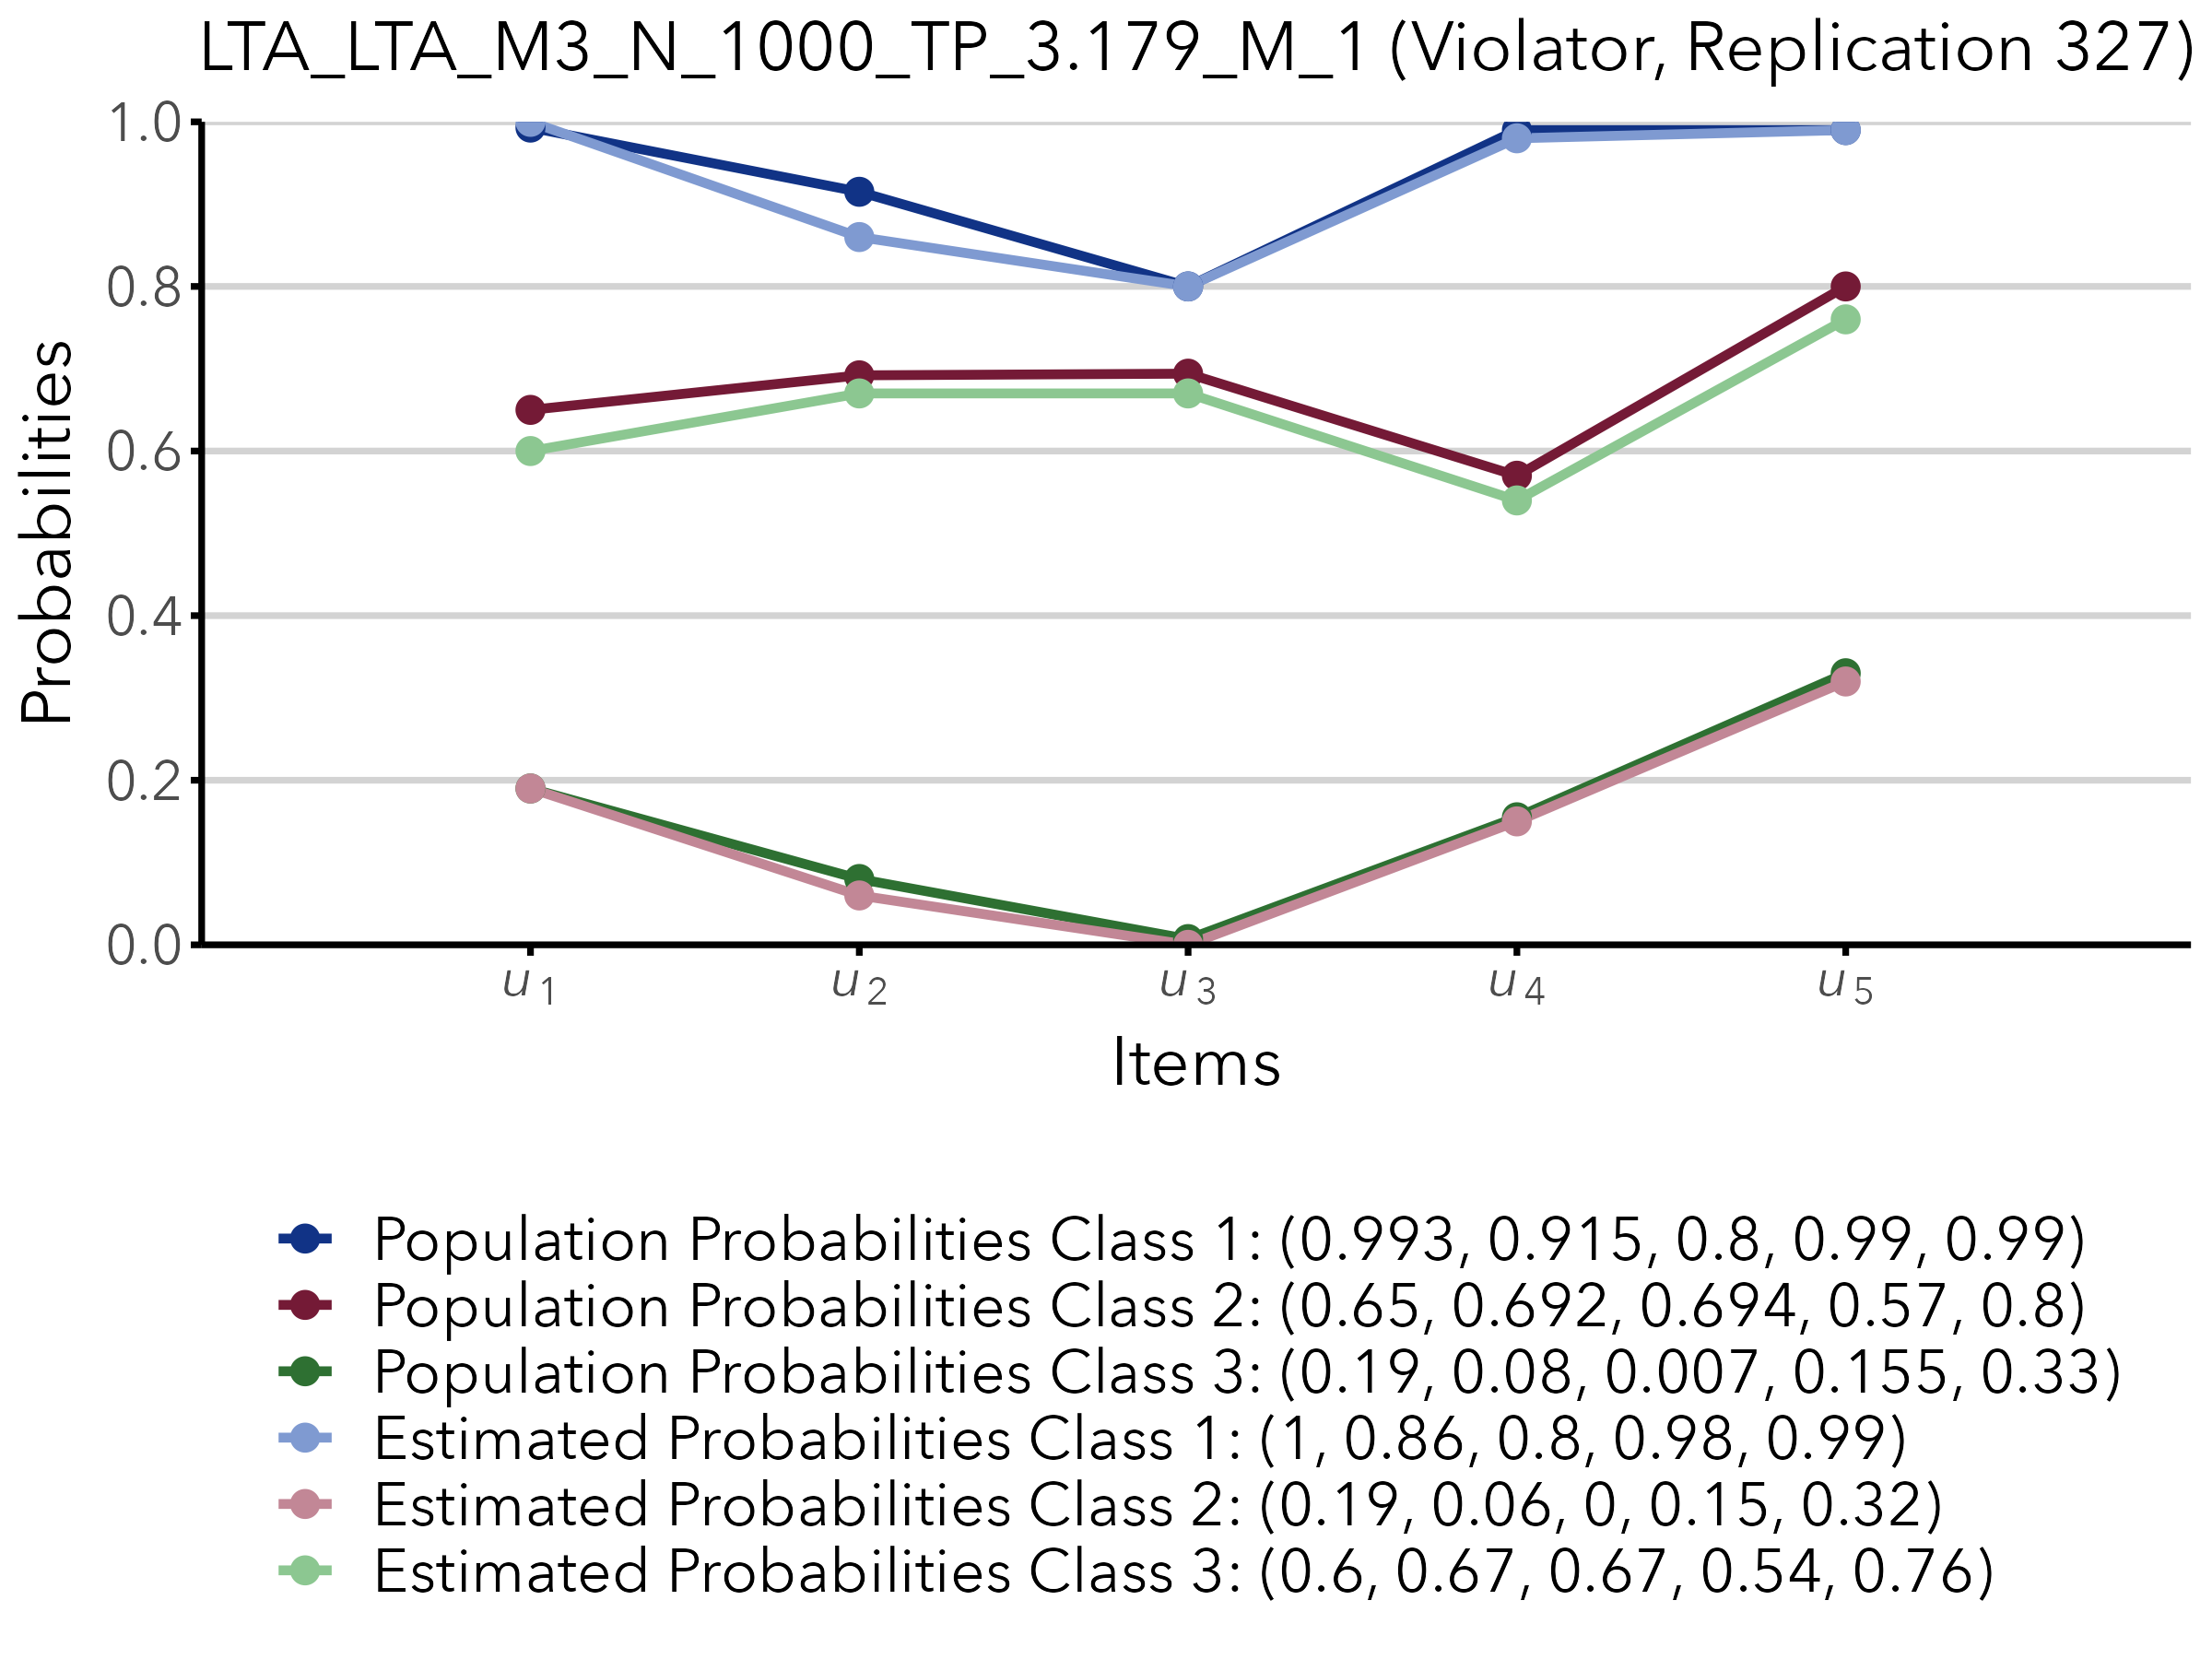 LTA_LTA_M3_N_1000_TP_3.179_M_1 (Violator, Replication 327)
Probabilities
1.0
0.8
0.6
0.4
0.2
0.0
u1 u2 u3 u4 u5
Items
Population Probabilities Class 1: (0.993, 0.915, 0.8, 0.99, 0.99)
Population Probabilities Class 2: (0.65, 0.692, 0.694, 0.57, 0.8)
Population Probabilities Class 3: (0.19, 0.08, 0.007, 0.155, 0.33)
Estimated Probabilities Class 1: (1, 0.86, 0.8, 0.98, 0.99)
Estimated Probabilities Class 2: (0.19, 0.06, 0, 0.15, 0.32)
Estimated Probabilities Class 3: (0.6, 0.67, 0.67, 0.54, 0.76)